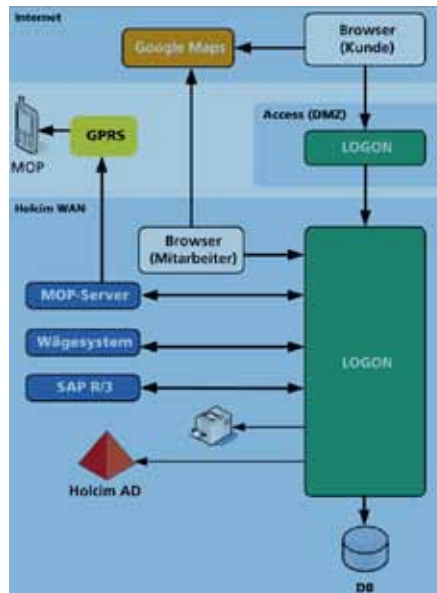 Internet
Browser
(Kunde)
Google Maps
Access (DMZ)
LOGON
GPRS
MOP
Holcim WAN
Browser
(Mitarbeiter)
MOP-Server
Wägesystem
LOGON
SAP R/3
Holcim AD
DB